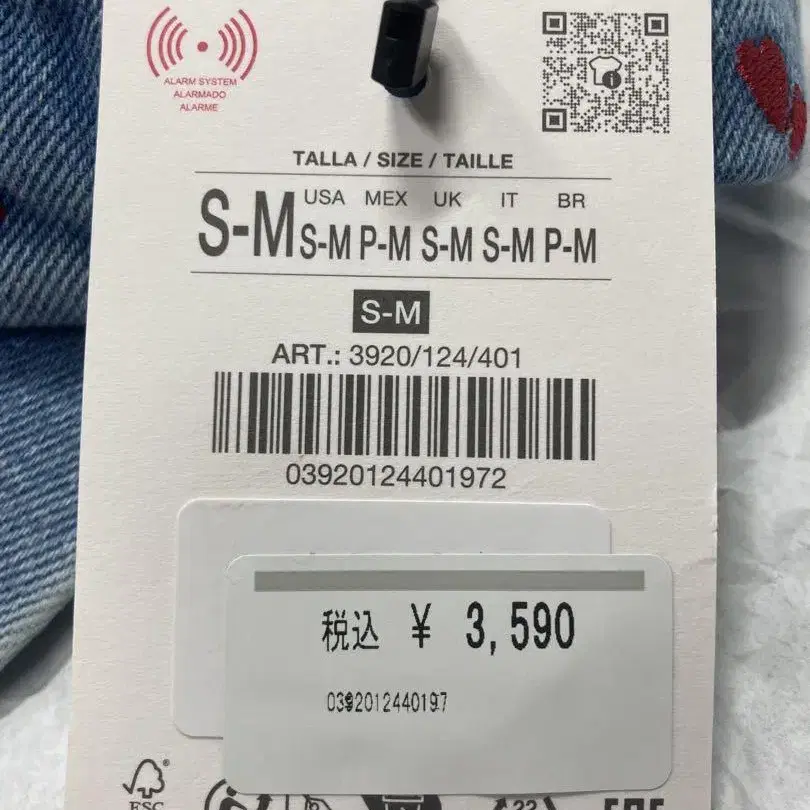 ALARM SYSTEM
ALARMADO
ALARME
TALLA / SIZE / TAILLE
S-M
USA MEX UK IT BR
S-M P-M S-M S-M P-M
S-M
ART.: 3920/124/401
03920124401972
税込 ¥ 3,590
0392012440197
FSC